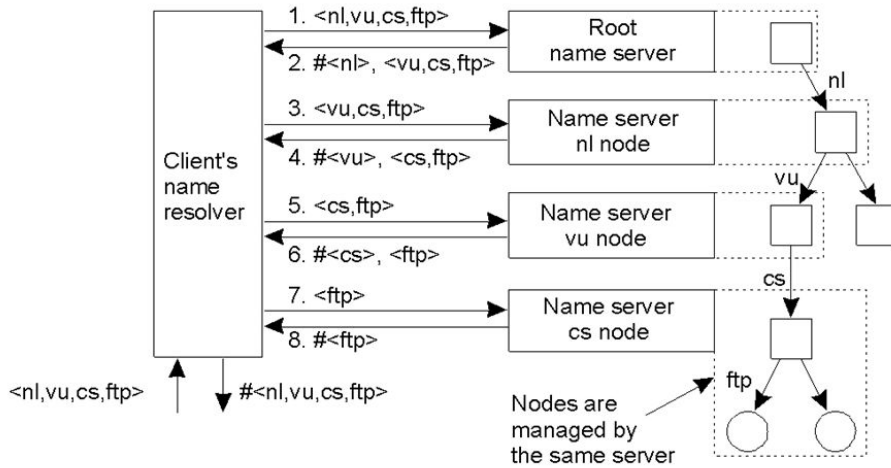 1. <nl,vu,cs,ftp>
2. #<nl>, <vu,cs,ftp>
3. <vu,cs,ftp>
4. #<vu>, <cs,ftp>
5. <cs,ftp>
6. #<cs>, <ftp>
7. <ftp>
8. #<ftp>
Client's
name
resolver
<nl,vu,cs,ftp>
#<nl,vu,cs,ftp>
Root
name server
Name server
nl node
Name server
vu node
Name server
cs node
nl
vu
cs
ftp
Nodes are
managed by
the same server